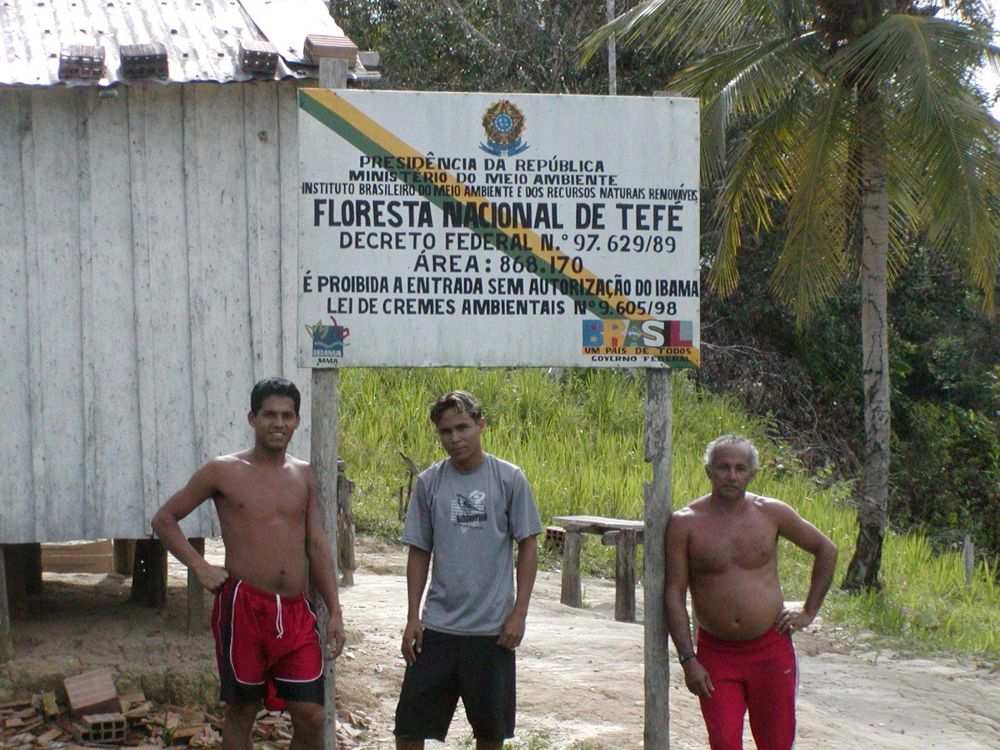 PRESIDÊNCIA DA REPÚBLICA
MINISTÉRIO DO MEIO AMBIENTE
INSTITUTO BRASILEIRO DO MEIO AMBIENTE E DOS RECURSOS NATURAIS RENOVÁVEIS
FLORESTA NACIONAL DE TEFÉ
DECRETO FEDERAL N.º 97.629/89
ÁREA: 868.170
É PROIBIDA A ENTRADA SEM AUTORIZAÇÃO DO IBAMA
LEI DE CREMES AMBIENTAIS Nº 9.605/98
IBAMA
MMA
BRASIL
UM PAÍS DE TODOS
GOVERNO FEDERAL